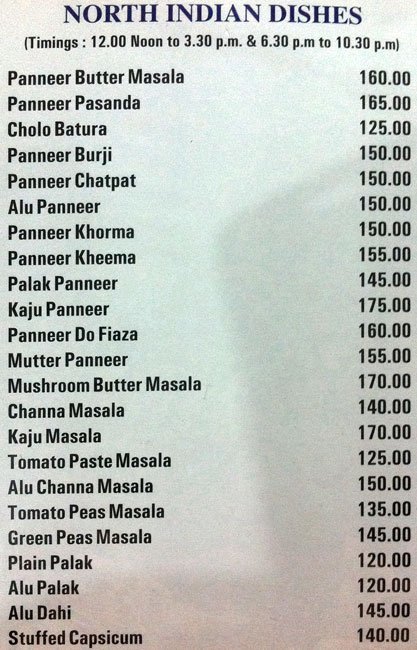 NORTH INDIAN DISHES
(Timings : 12.00 Noon to 3.30 p.m. & 6.30 p.m to 10.30 p.m)
Panneer Butter Masala 160.00
Panneer Pasanda 165.00
Cholo Batura 125.00
Panneer Burji 150.00
Panneer Chatpat 150.00
Alu Panneer 150.00
Panneer Khorma 150.00
Panneer Kheema 155.00
Palak Panneer 145.00
Kaju Panneer 175.00
Panneer Do Fiaza 160.00
Mutter Panneer 155.00
Mushroom Butter Masala 170.00
Channa Masala 140.00
Kaju Masala 170.00
Tomato Paste Masala 125.00
Alu Channa Masala 150.00
Tomato Peas Masala 135.00
Green Peas Masala 145.00
Plain Palak 120.00
Alu Palak 120.00
Alu Dahi 145.00
Stuffed Capsicum 140.00